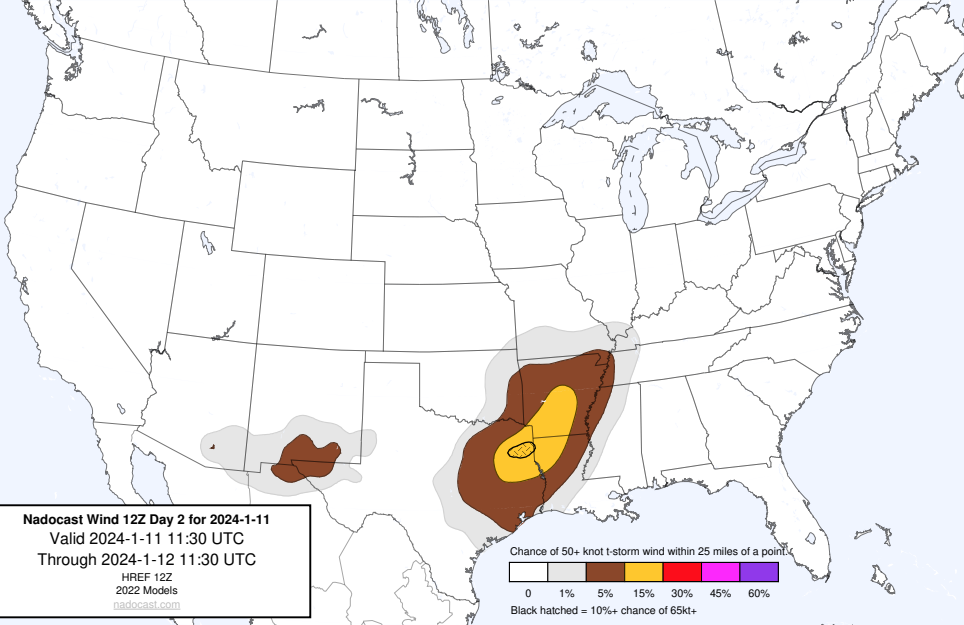 Nadocast Wind 12Z Day 2 for 2024-1-11
Valid 2024-1-11 11:30 UTC
Through 2024-1-12 11:30 UTC
HREF 12Z
2022 Models
nadocast.com
Chance of 50+ knot t-storm wind within 25 miles of a point.
0 1% 5% 15% 30% 45% 60%
Black hatched = 10%+ chance of 65kt+